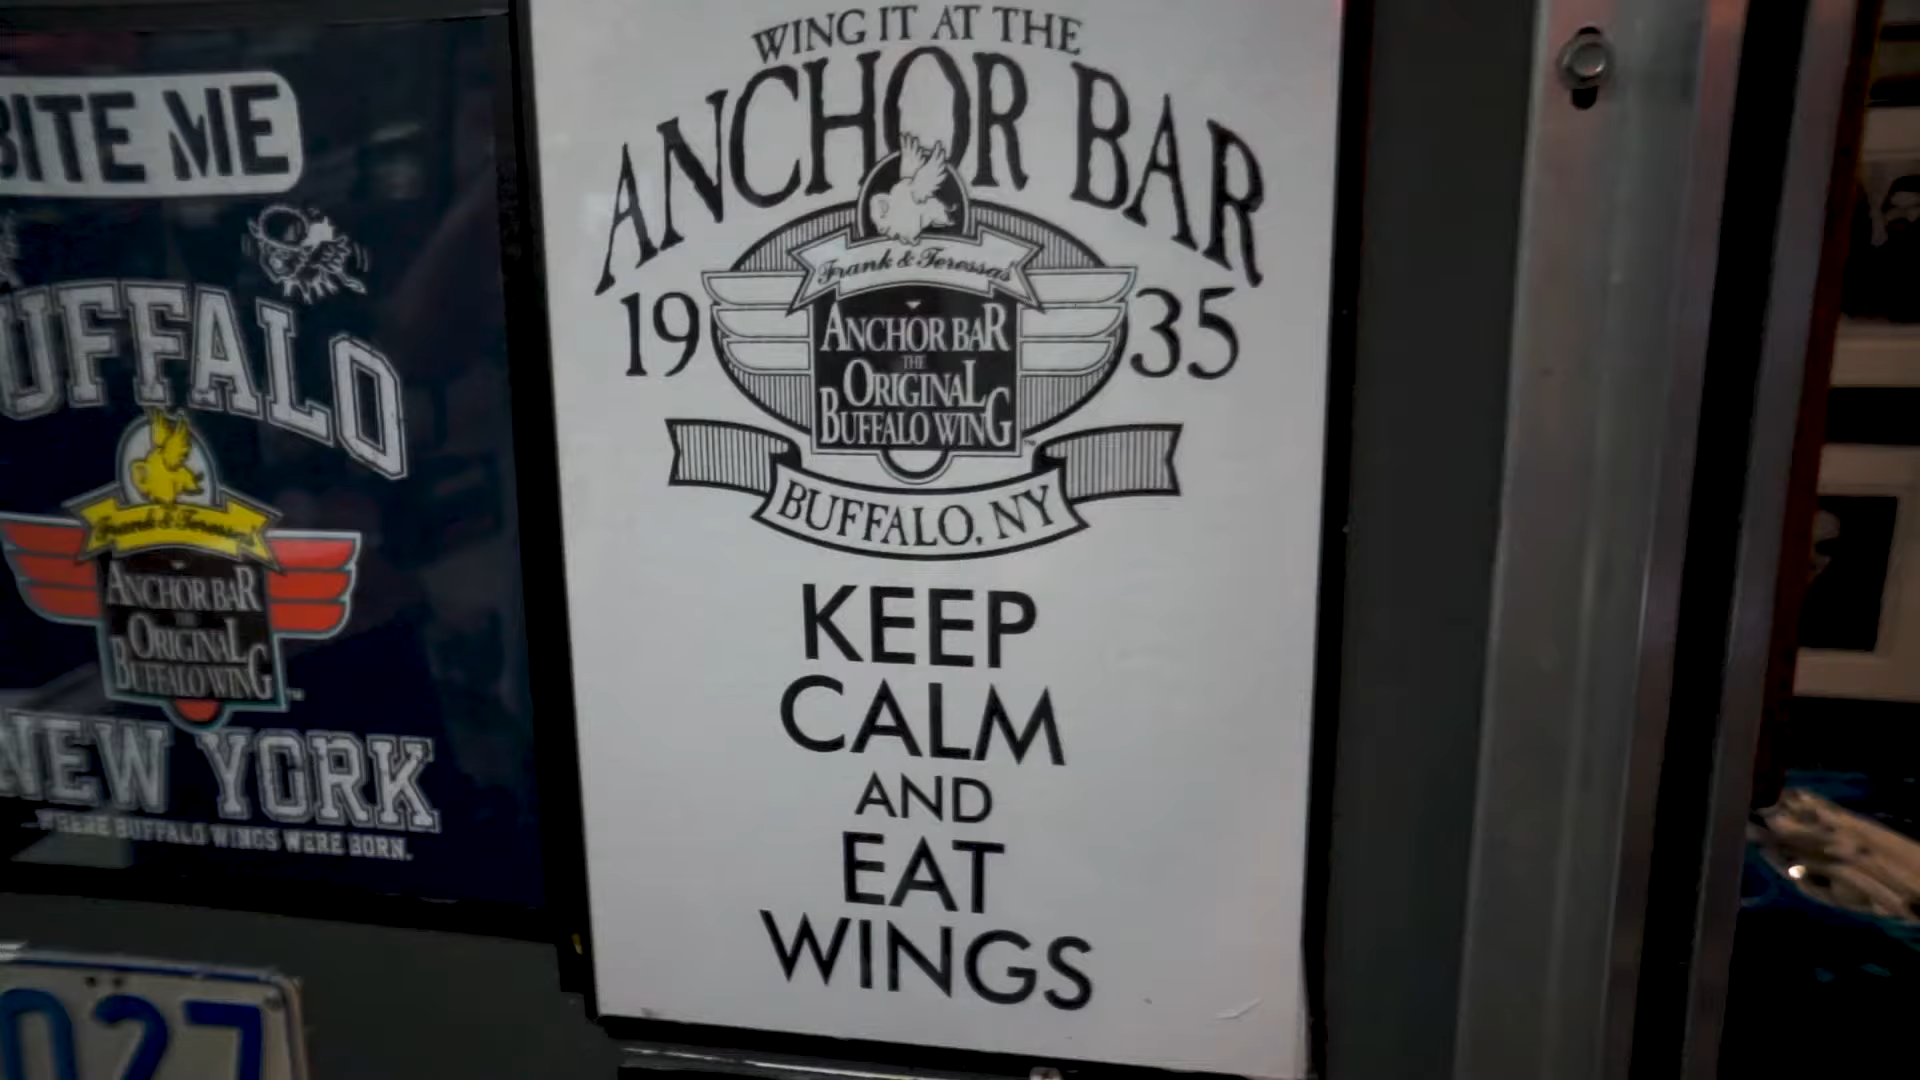 BITE ME
UFFALO
Frank & Teressa's
ANCHOR BAR
THE
ORIGINAL
BUFFALO WING
NEW YORK
...WHERE BUFFALO WINGS WERE BORN.
027
WING IT AT THE
ANCHOR BAR
Frank & Teressa's
1935
ANCHOR BAR
THE
ORIGINAL
BUFFALO WING
™
BUFFALO, NY
KEEP
CALM
AND
EAT
WINGS